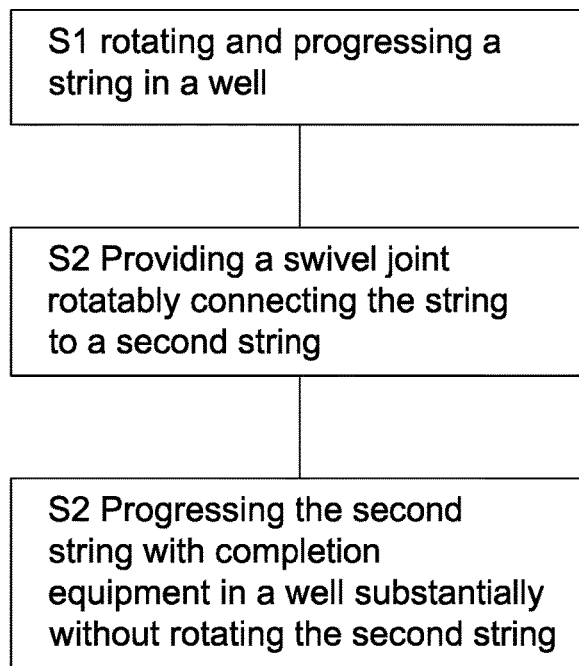 S1 rotating and progressing a
string in a well
S2 Providing a swivel joint
rotatably connecting the string
to a second string
S2 Progressing the second
string with completion
equipment in a well substantially
without rotating the second string